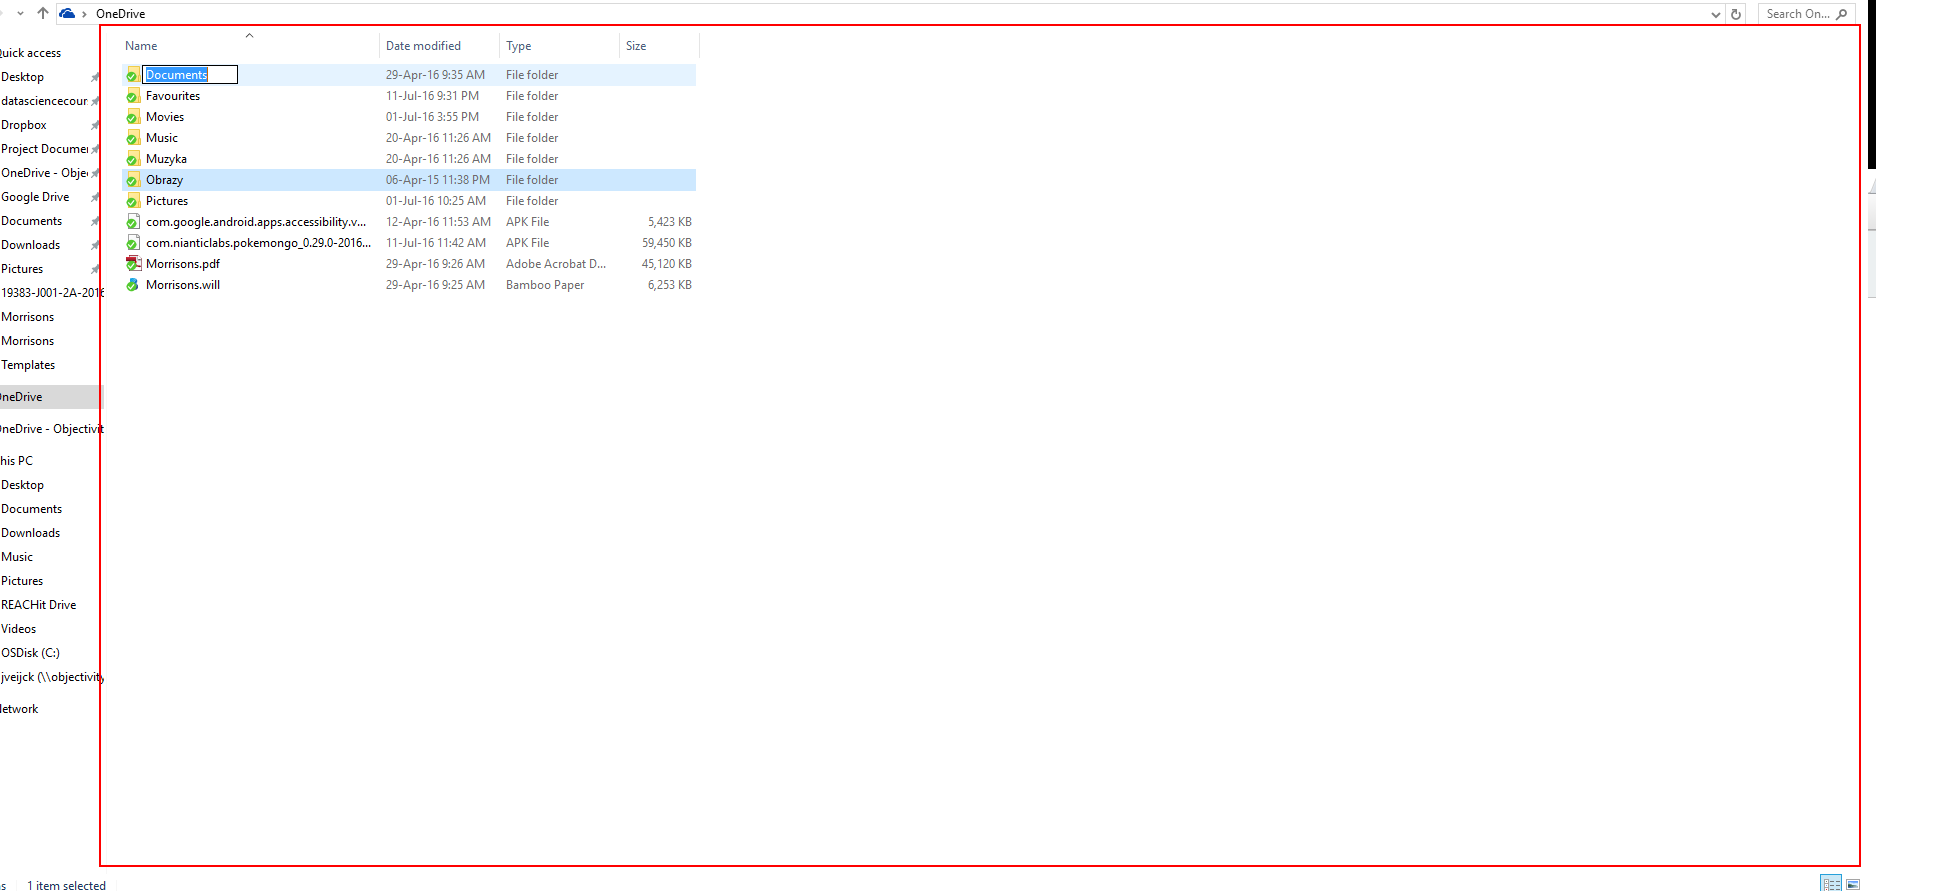 OneDrive
Search On...
Quick access
Desktop
datasciencecour
Dropbox
Project Documer
OneDrive - Obje
Google Drive
Documents
Downloads
Pictures
19383-J001-2A-2016
Morrisons
Morrisons
Templates
OneDrive
OneDrive - Objectivit
his PC
Desktop
Documents
Downloads
Music
Pictures
REACHit Drive
Videos
OSDisk (C:)
jveijck (\\objectivity
Network
Name Date modified Type Size
Documents 29-Apr-16 9:35 AM File folder
Favourites 11-Jul-16 9:31 PM File folder
Movies 01-Jul-16 3:55 PM File folder
Music 20-Apr-16 11:26 AM File folder
Muzyka 20-Apr-16 11:26 AM File folder
Obrazy 06-Apr-15 11:38 PM File folder
Pictures 01-Jul-16 10:25 AM File folder
com.google.android.apps.accessibility.v... 12-Apr-16 11:53 AM APK File 5,423 KB
com.nianticlabs.pokemongo_0.29.0-2016... 11-Jul-16 11:42 AM APK File 59,450 KB
Morrisons.pdf 29-Apr-16 9:26 AM Adobe Acrobat D... 45,120 KB
Morrisons.will 29-Apr-16 9:25 AM Bamboo Paper 6,253 KB
1 item selected